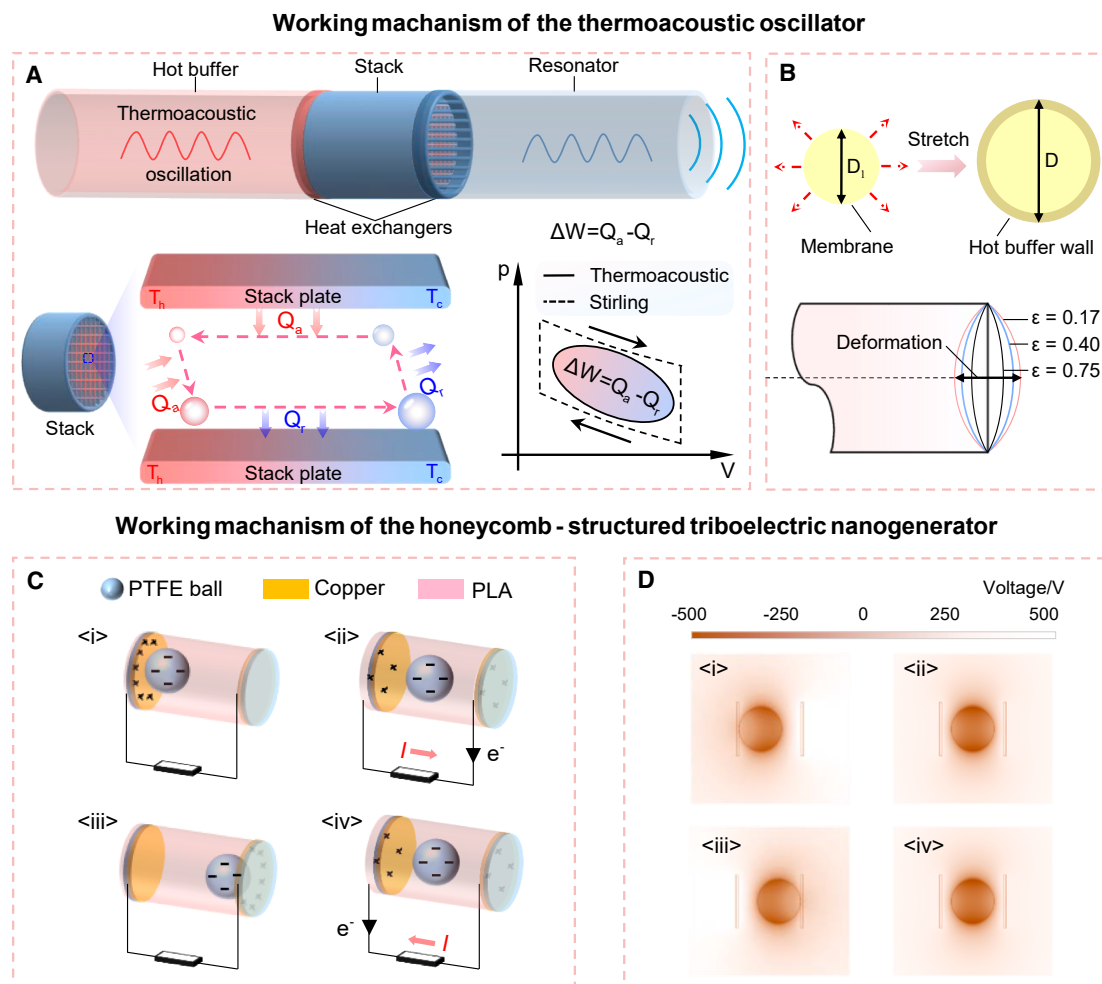 Working machanism of the thermoacoustic oscillator
A
Hot buffer
Stack
Resonator
Thermoacoustic
oscillation
Heat exchangers
ΔW=Qa-Qr
Th
Stack plate
Tc
Qa
Qa
Qr
Qr
Th
Stack plate
Tc
Stack
p
Thermoacoustic
Stirling
ΔW=Qa-Qr
V
B
Stretch
D1
D
Membrane
Hot buffer wall
Deformation
ε = 0.17
ε = 0.40
ε = 0.75
Working machanism of the honeycomb - structured triboelectric nanogenerator
C
PTFE ball
Copper
PLA
<i>
<ii>
I
e-
<iii>
<iv>
e-
I
D
Voltage/V
-500 -250 0 250 500
<i>
<ii>
<iii>
<iv>